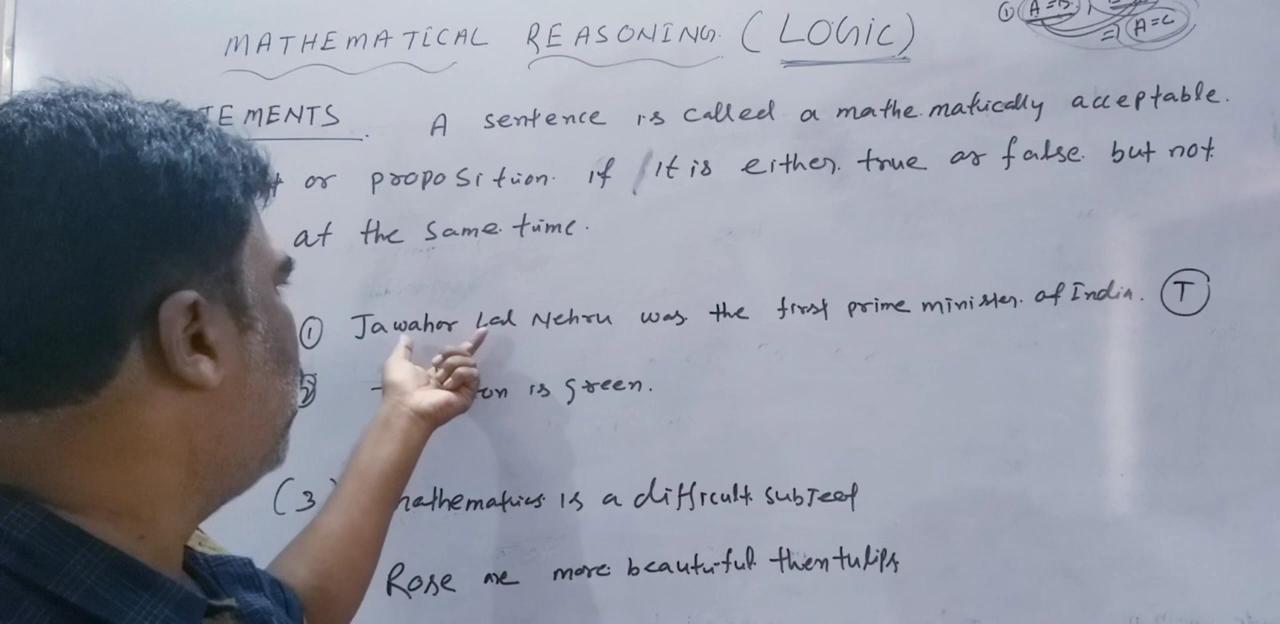 ① A=B,
⇒ A=C
MATHEMATICAL REASONING. (LOGIC)
TEMENTS. A sentence is called a mathematically acceptable.
t or proposition if it is either true or false but not
at the same time.
① Jawahar Lal Nehru was the first prime minister of India. T
② on is green.
(3) mathematics is a difficult subject
Rose are more beautiful then tulips